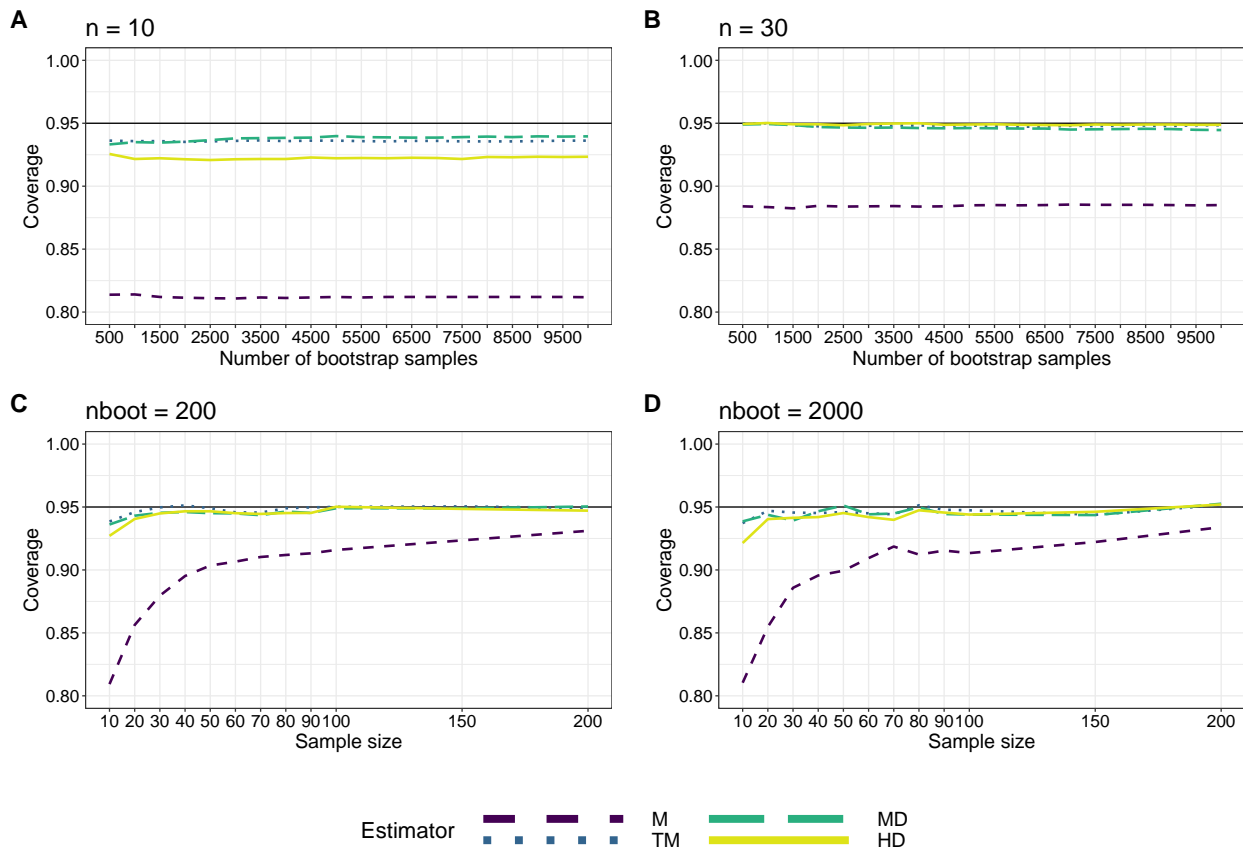 A
n = 10
1.00
0.95
0.90
0.85
0.80
Coverage
500 1500 2500 3500 4500 5500 6500 7500 8500 9500
Number of bootstrap samples
B
n = 30
1.00
0.95
0.90
0.85
0.80
Coverage
500 1500 2500 3500 4500 5500 6500 7500 8500 9500
Number of bootstrap samples
C
nboot = 200
1.00
0.95
0.90
0.85
0.80
Coverage
10 20 30 40 50 60 70 80 90 100 150 200
Sample size
D
nboot = 2000
1.00
0.95
0.90
0.85
0.80
Coverage
10 20 30 40 50 60 70 80 90 100 150 200
Sample size
Estimator
M MD
TM HD